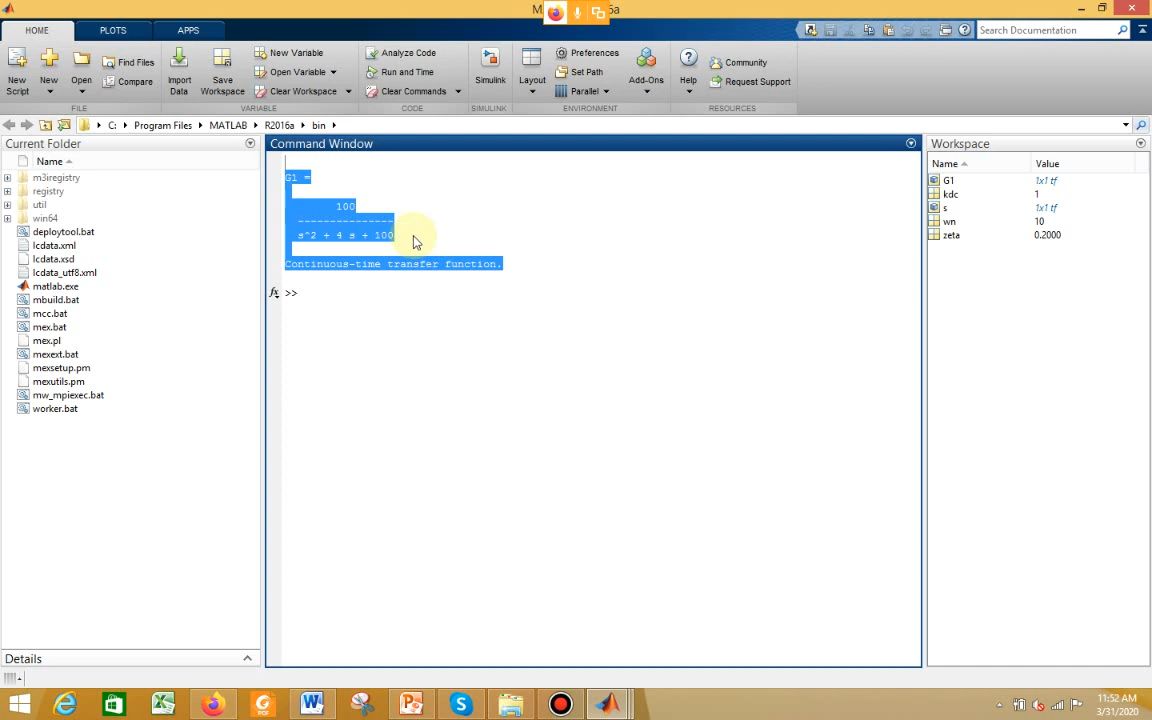 HOME
PLOTS
APPS
Search Documentation
New Script
New
Open
Find Files
Compare
Import Data
Save Workspace
New Variable
Open Variable
Clear Workspace
Analyze Code
Run and Time
Clear Commands
Simulink
Layout
Preferences
Set Path
Parallel
Add-Ons
Help
Community
Request Support
FILE
VARIABLE
CODE
SIMULINK
ENVIRONMENT
RESOURCES
C: Program Files MATLAB R2016a bin
Current Folder
Name
m3iregistry
registry
util
win64
deploytool.bat
lcdata.xml
lcdata.xsd
lcdata_utf8.xml
matlab.exe
mbuild.bat
mcc.bat
mex.bat
mex.pl
mexext.bat
mexsetup.pm
mexutils.pm
mw_mpiexec.bat
worker.bat
Details
Command Window
G1 =
100
---------------
s^2 + 4 s + 100
Continuous-time transfer function.
fx >>
Workspace
Name Value
G1 1x1 tf
kdc 1
s 1x1 tf
wn 10
zeta 0.2000
11:52 AM
3/31/2020